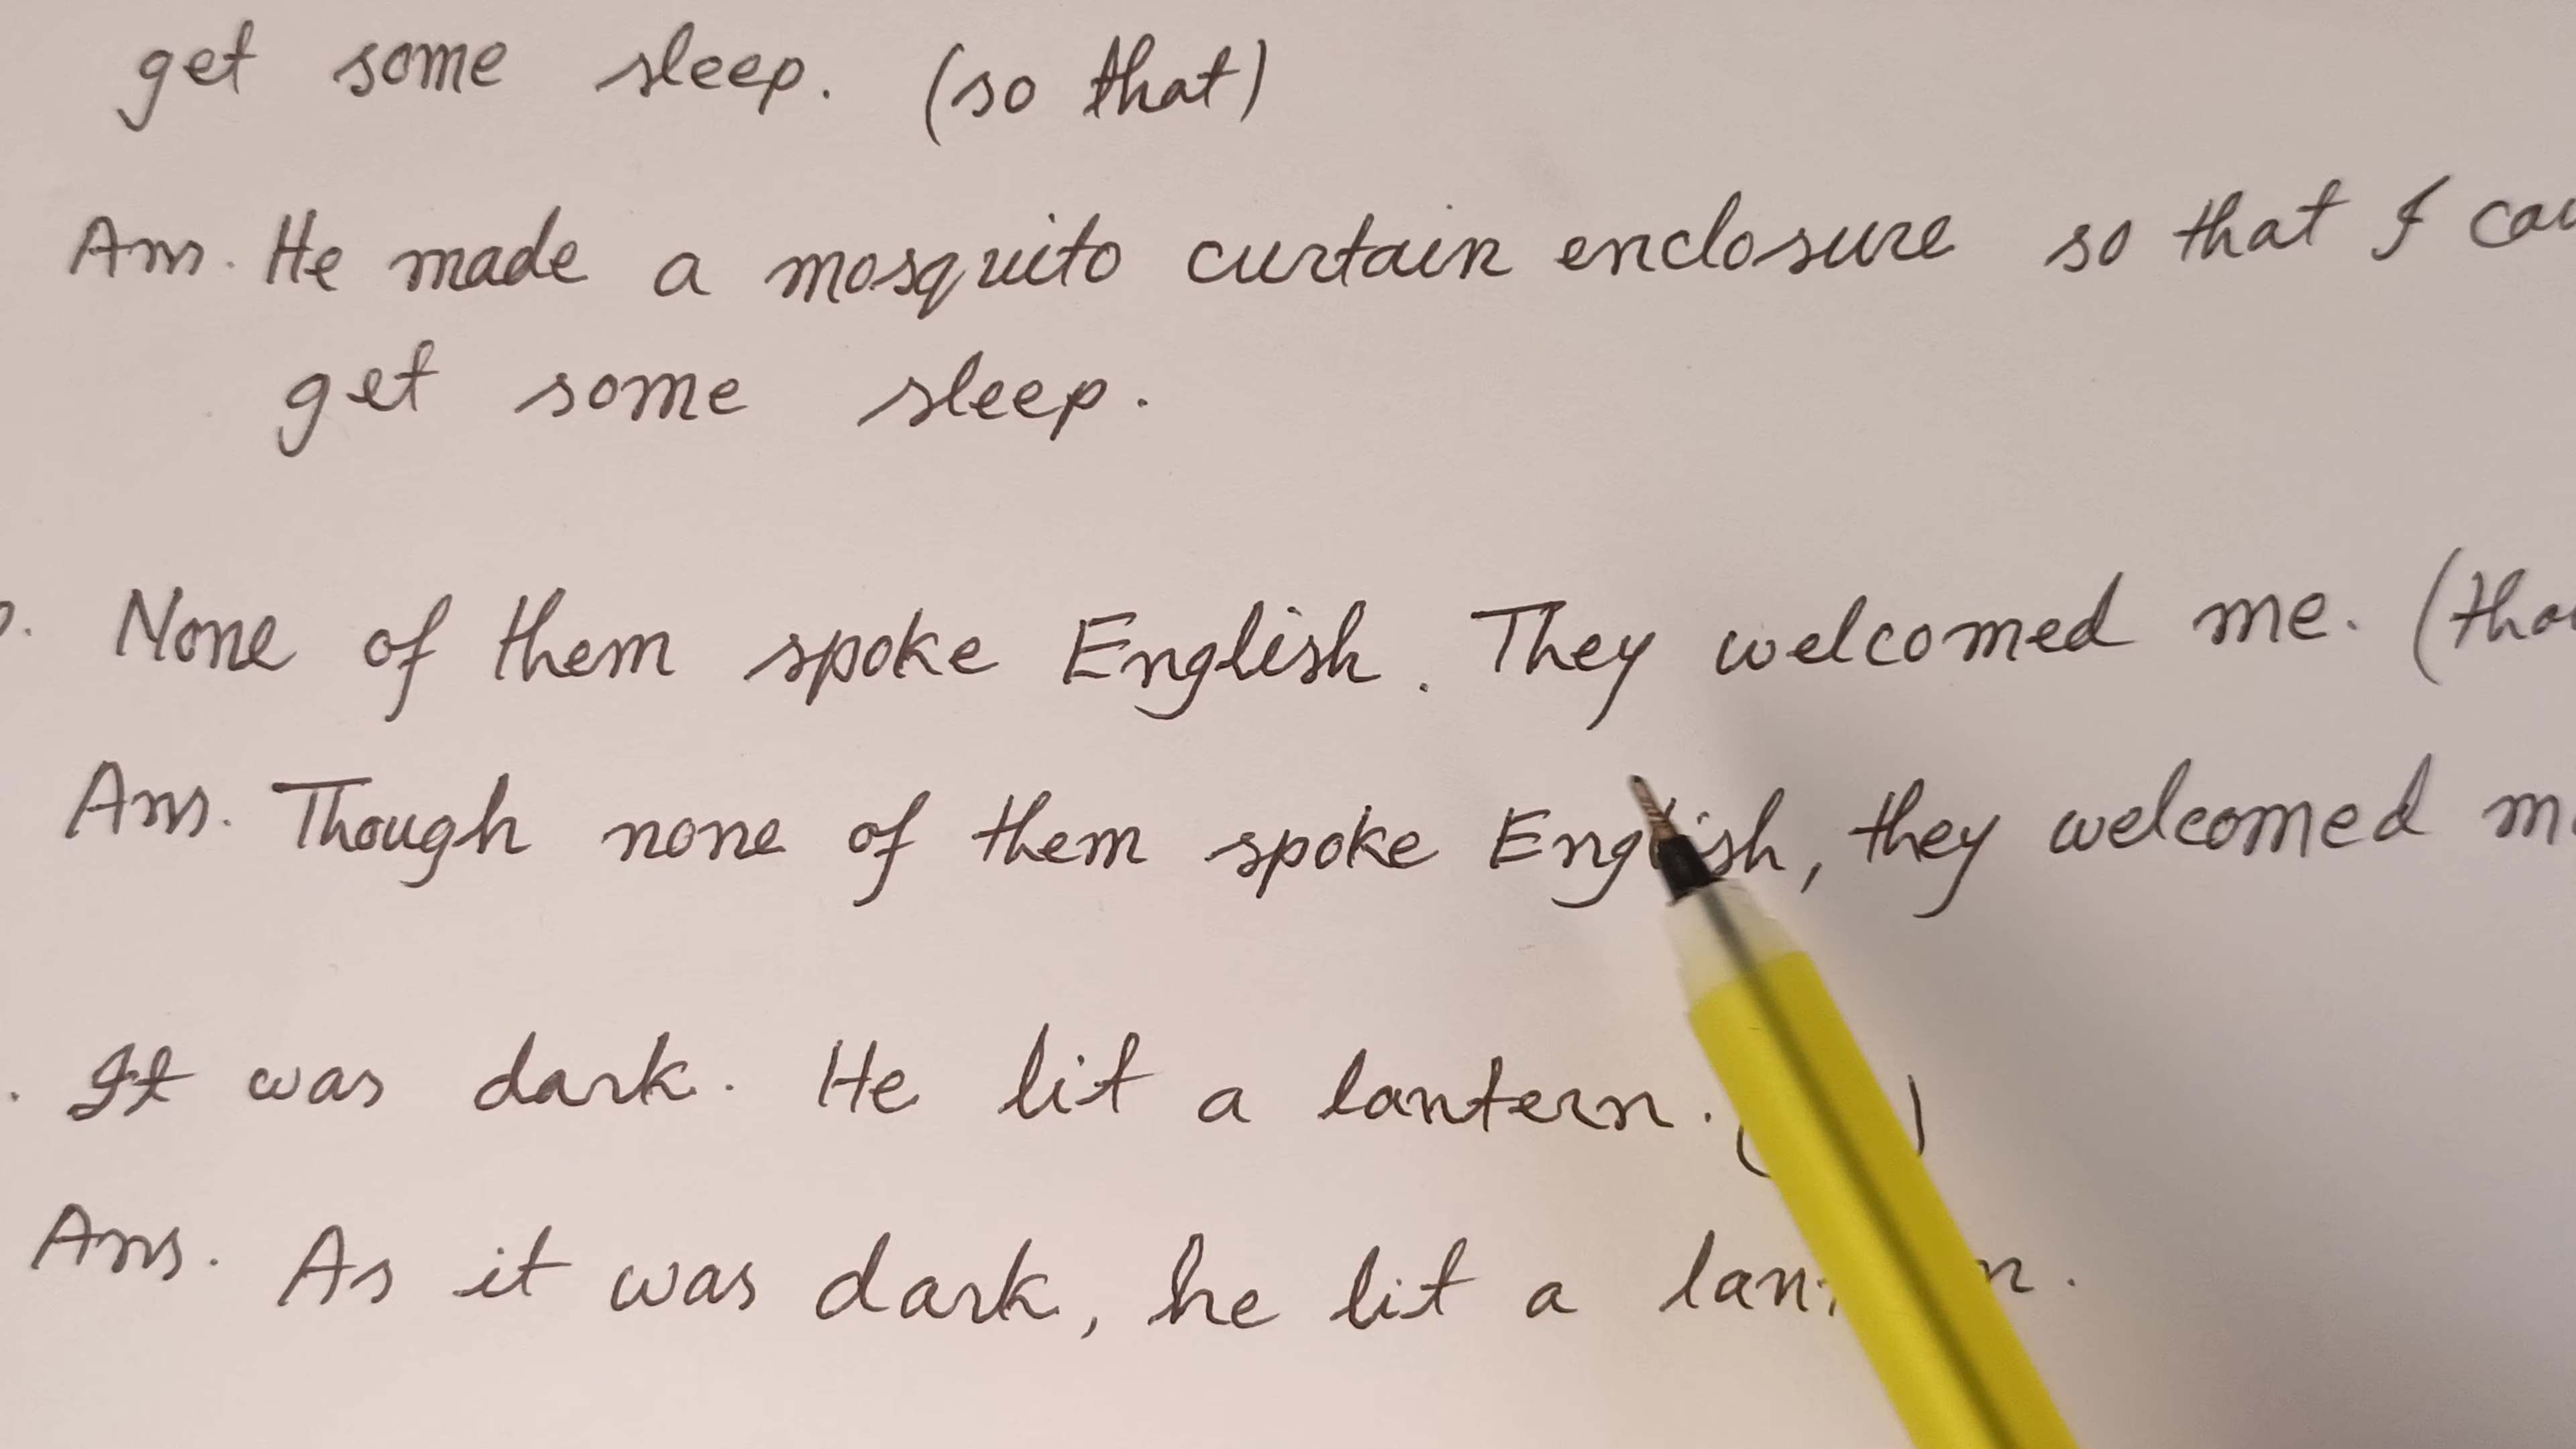 get some sleep. (so that)
Ans. He made a mosquito curtain enclosure so that I
get some sleep.
None of them spoke English. They welcomed me.
Ans. Though none of them spoke English, they welcomed
. It was dark. He lit a lantern. ( )
Ans. As it was dark, he lit a